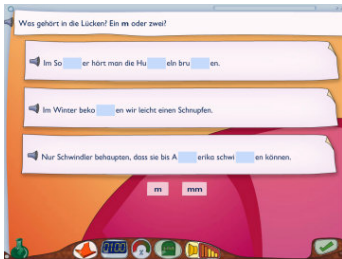 Was gehört in die Lücken? Ein m oder zwei?
Im So er hört man die Hu eln bru en.
Im Winter beko en wir leicht einen Schnupfen.
Nur Schwindler behaupten, dass sie bis A erika schwi en können.
m mm